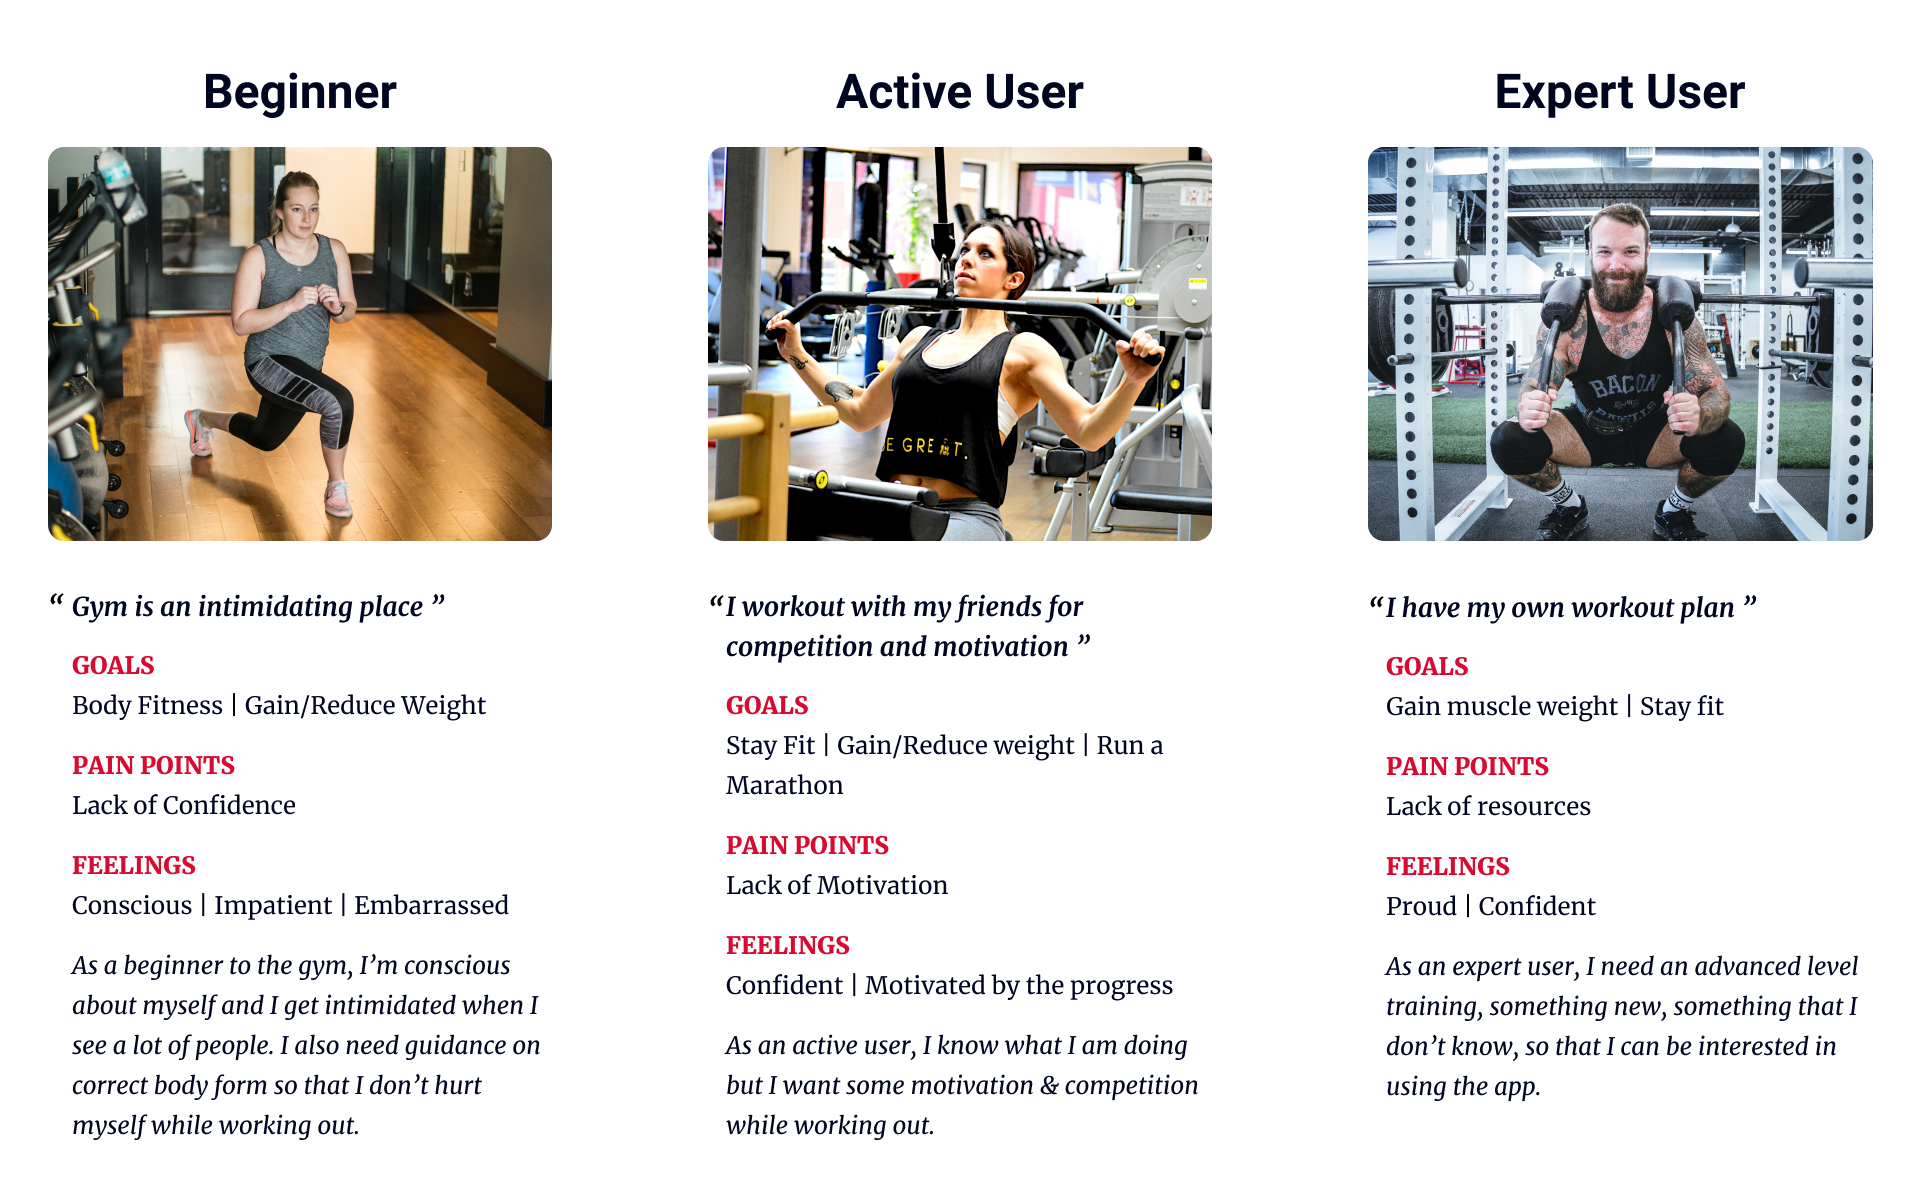 Beginner
“ Gym is an intimidating place ”
GOALS
Body Fitness | Gain/Reduce Weight
PAIN POINTS
Lack of Confidence
FEELINGS
Conscious | Impatient | Embarrassed
As a beginner to the gym, I’m conscious
about myself and I get intimidated when I
see a lot of people. I also need guidance on
correct body form so that I don’t hurt
myself while working out.
Active User
E GRE T.
“I workout with my friends for
competition and motivation ”
GOALS
Stay Fit | Gain/Reduce weight | Run a
Marathon
PAIN POINTS
Lack of Motivation
FEELINGS
Confident | Motivated by the progress
As an active user, I know what I am doing
but I want some motivation & competition
while working out.
Expert User
BACON
“I have my own workout plan ”
GOALS
Gain muscle weight | Stay fit
PAIN POINTS
Lack of resources
FEELINGS
Proud | Confident
As an expert user, I need an advanced level
training, something new, something that I
don’t know, so that I can be interested in
using the app.